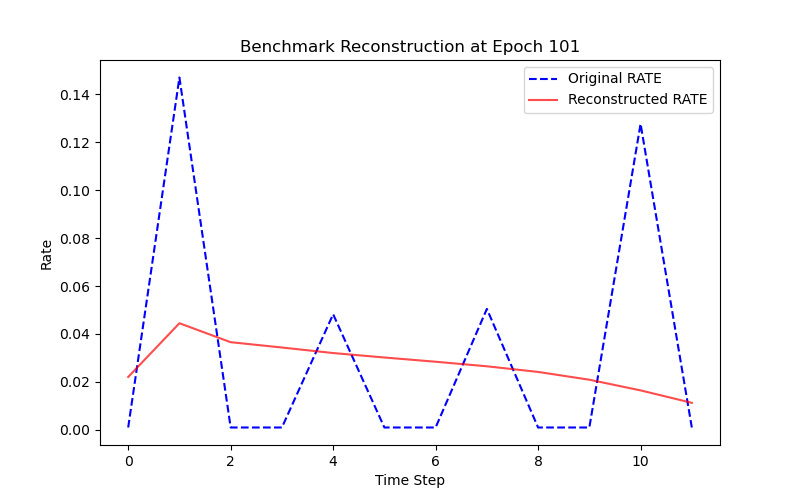 Benchmark Reconstruction at Epoch 101
Original RATE
Reconstructed RATE
0.14
0.12
0.10
0.08
0.06
0.04
0.02
0.00
Rate
0 2 4 6 8 10
Time Step